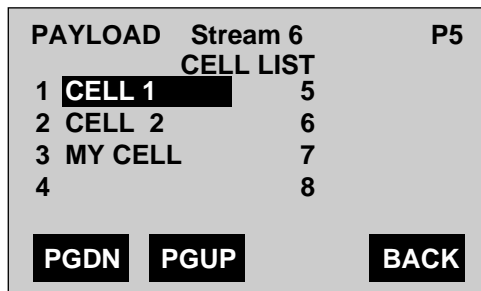 PAYLOAD Stream 6 P5
CELL LIST
1 CELL 1 5
2 CELL 2 6
3 MY CELL 7
4 8
PGDN PGUP BACK